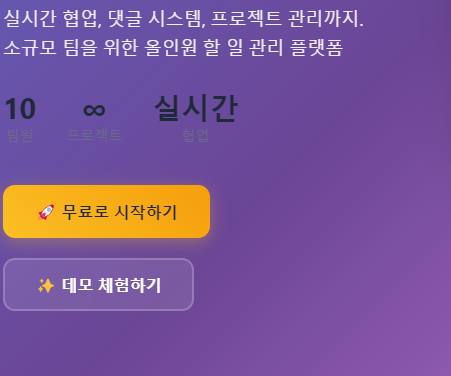 실시간 협업, 댓글 시스템, 프로젝트 관리까지.
소규모 팀을 위한 올인원 할 일 관리 플랫폼
10 ∞ 실시간
팀원 프로젝트 협업
🚀 무료로 시작하기
✨ 데모 체험하기